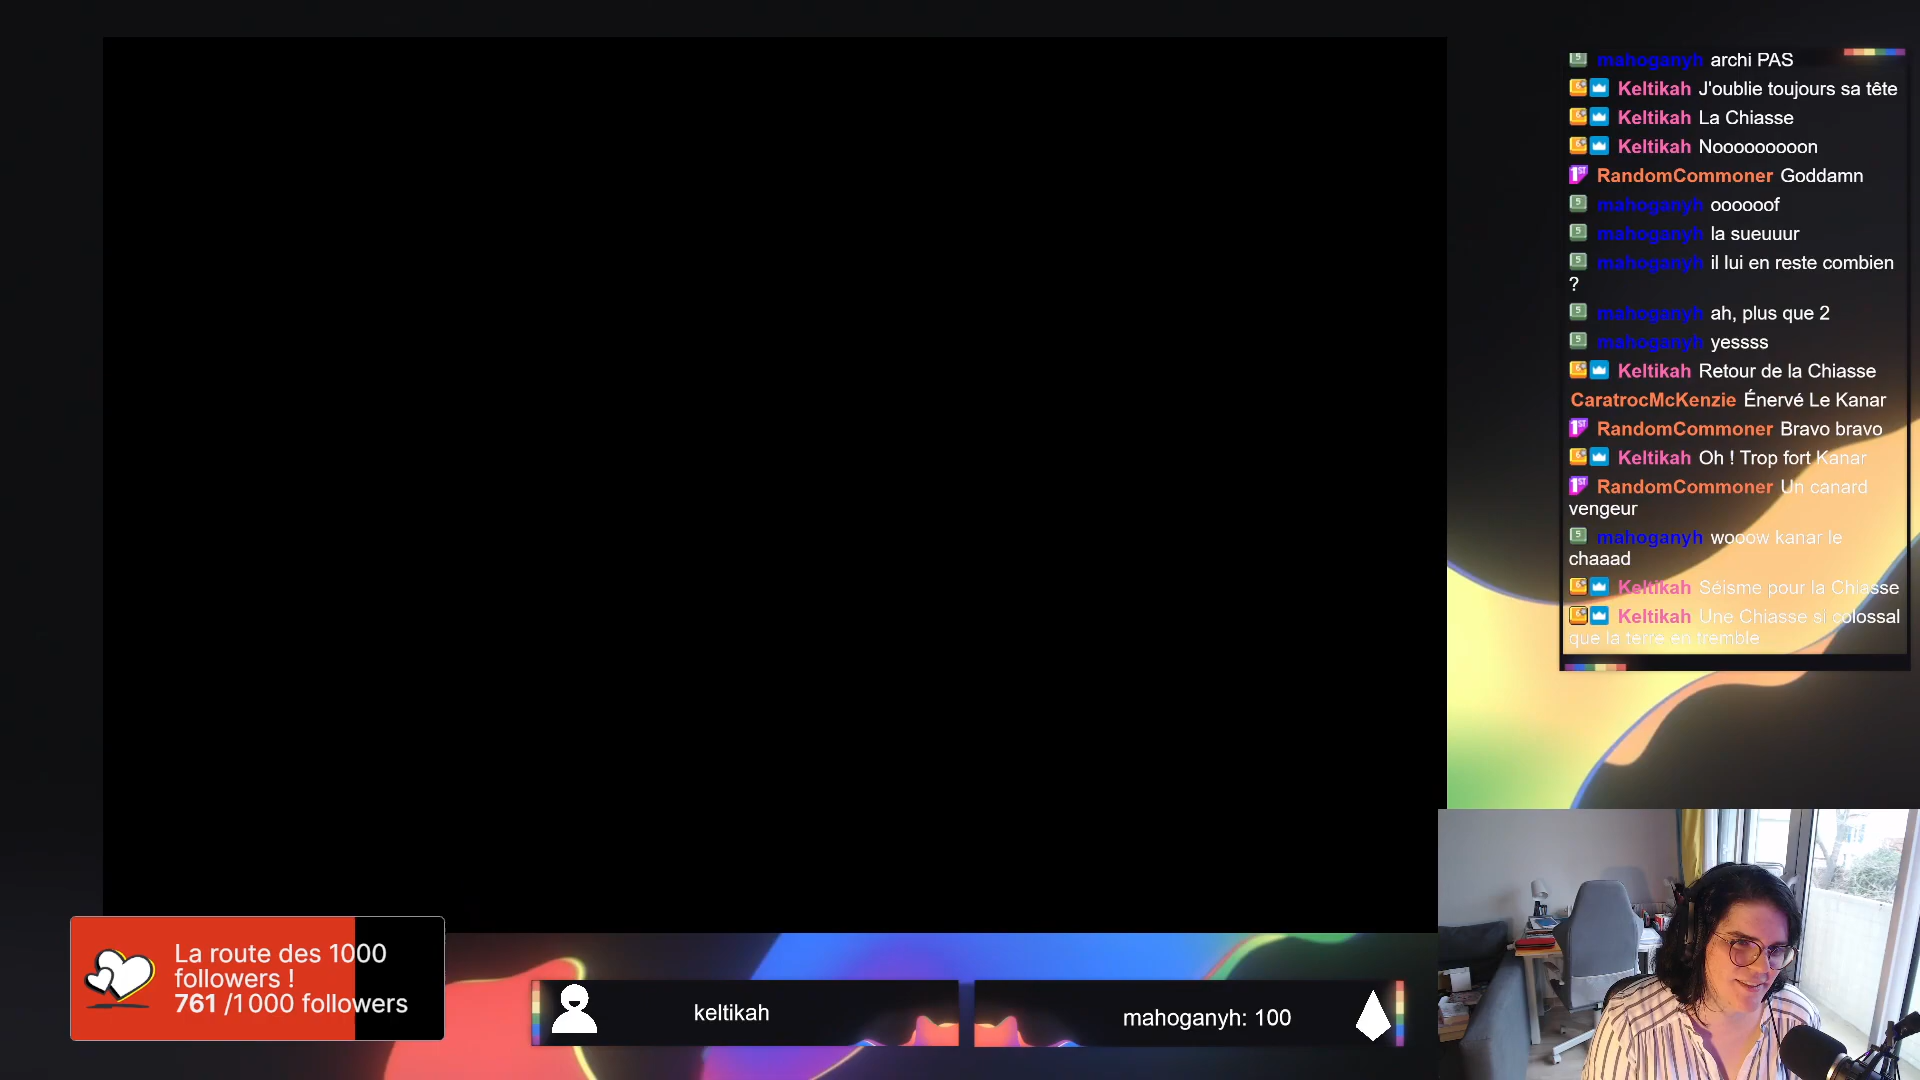 mahoganyh archi PAS
Keltikah J'oublie toujours sa tête
Keltikah La Chiasse
Keltikah Nooooooooon
RandomCommoner Goddamn
mahoganyh oooooof
mahoganyh la sueuuur
mahoganyh il lui en reste combien
?
mahoganyh ah, plus que 2
mahoganyh yessss
Keltikah Retour de la Chiasse
CaratrocMcKenzie Énervé Le Kanar
RandomCommoner Bravo bravo
Keltikah Oh ! Trop fort Kanar
RandomCommoner Un canard
vengeur
mahoganyh wooow kanar le
chaaad
Keltikah Séisme pour la Chiasse
Keltikah Une Chiasse si colossal
que la terre en tremble
La route des 1000
followers !
761 /1 000 followers
keltikah
mahoganyh: 100